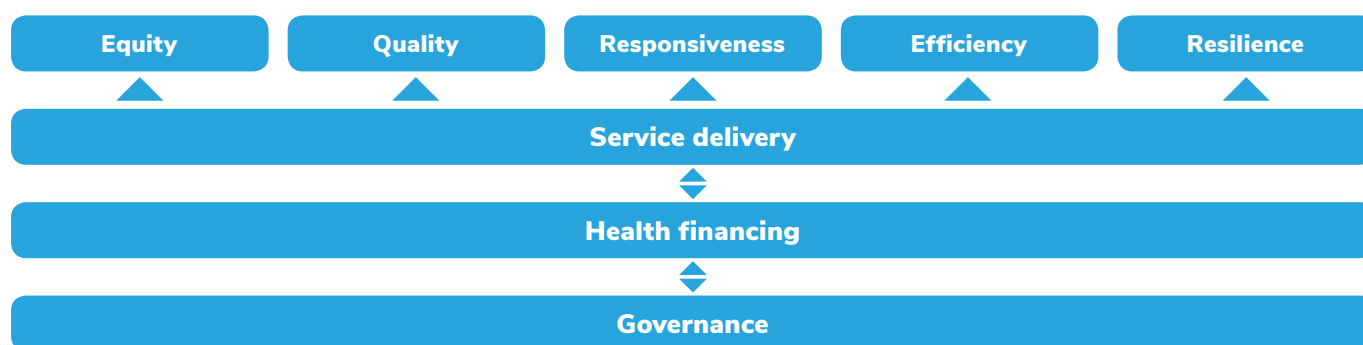 Equity
Quality
Responsiveness
Efficiency
Resilience
Service delivery
Health financing
Governance